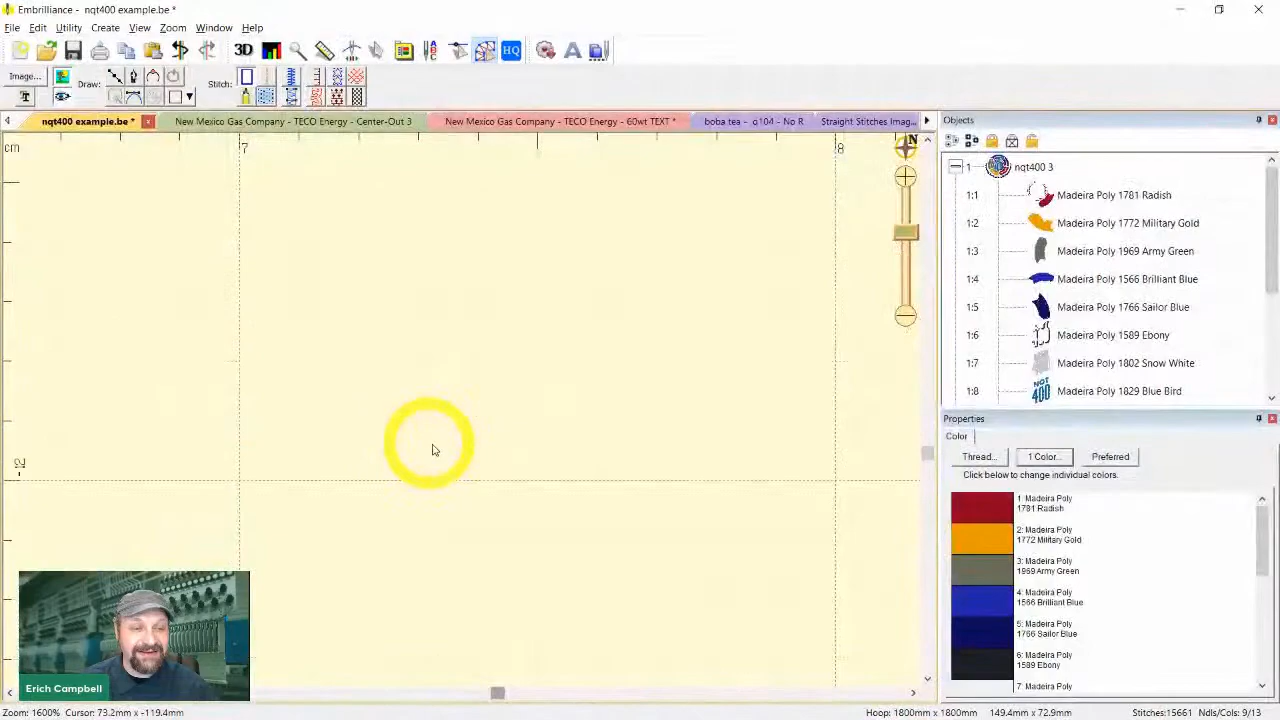 Embrilliance - nqt400 example.be *
File Edit Utility Create View Zoom Window Help
3D ABC HQ A
Image... Draw: Stitch:
T
nqt400 example.be * New Mexico Gas Company - TECO Energy - Center-Out 3 New Mexico Gas Company - TECO Energy - 60wt TEXT * boba tea - o104 - No R Straight Stitches Imag...
cm 7 8 N
-2
Objects
1 nqt400 3
1:1 Madeira Poly 1781 Radish
1:2 Madeira Poly 1772 Military Gold
1:3 Madeira Poly 1969 Army Green
1:4 Madeira Poly 1566 Brilliant Blue
1:5 Madeira Poly 1766 Sailor Blue
1:6 Madeira Poly 1589 Ebony
1:7 Madeira Poly 1802 Snow White
1:8 NQT 400 Madeira Poly 1829 Blue Bird
Properties
Color
Thread... 1 Color... Preferred
Click below to change individual colors.
1: Madeira Poly
1781 Radish
2: Madeira Poly
1772 Military Gold
3: Madeira Poly
1969 Army Green
4: Madeira Poly
1566 Brilliant Blue
5: Madeira Poly
1766 Sailor Blue
6: Madeira Poly
1589 Ebony
7: Madeira Poly
Erich Campbell
Zoom: 1600% Cursor: 73.2mm x -119.4mm Hoop: 1800mm x 1800mm 149.4mm x 72.9mm Stitches:15661 Ndls/Cols: 9/13